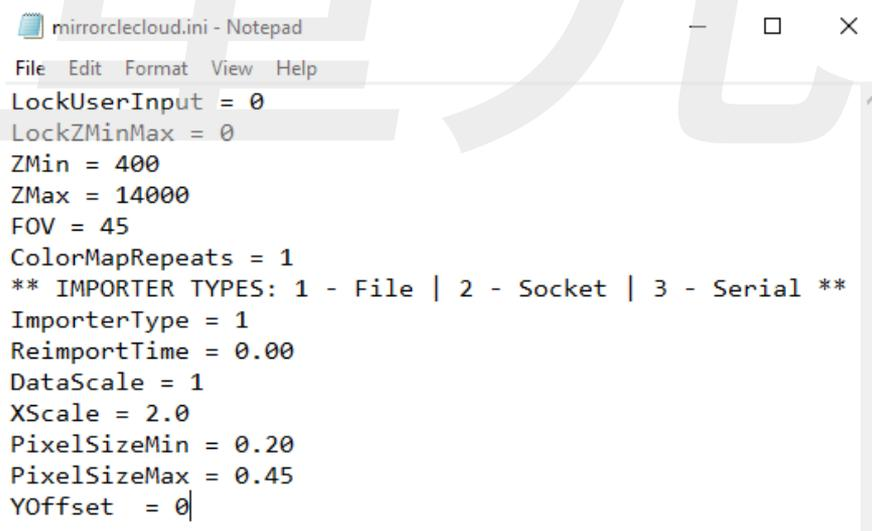 mirrorclecloud.ini - Notepad
File Edit Format View Help
LockUserInput = 0
LockZMinMax = 0
ZMin = 400
ZMax = 14000
FOV = 45
ColorMapRepeats = 1
** IMPORTER TYPES: 1 - File | 2 - Socket | 3 - Serial **
ImporterType = 1
ReimportTime = 0.00
DataScale = 1
XScale = 2.0
PixelSizeMin = 0.20
PixelSizeMax = 0.45
YOffset  = 0